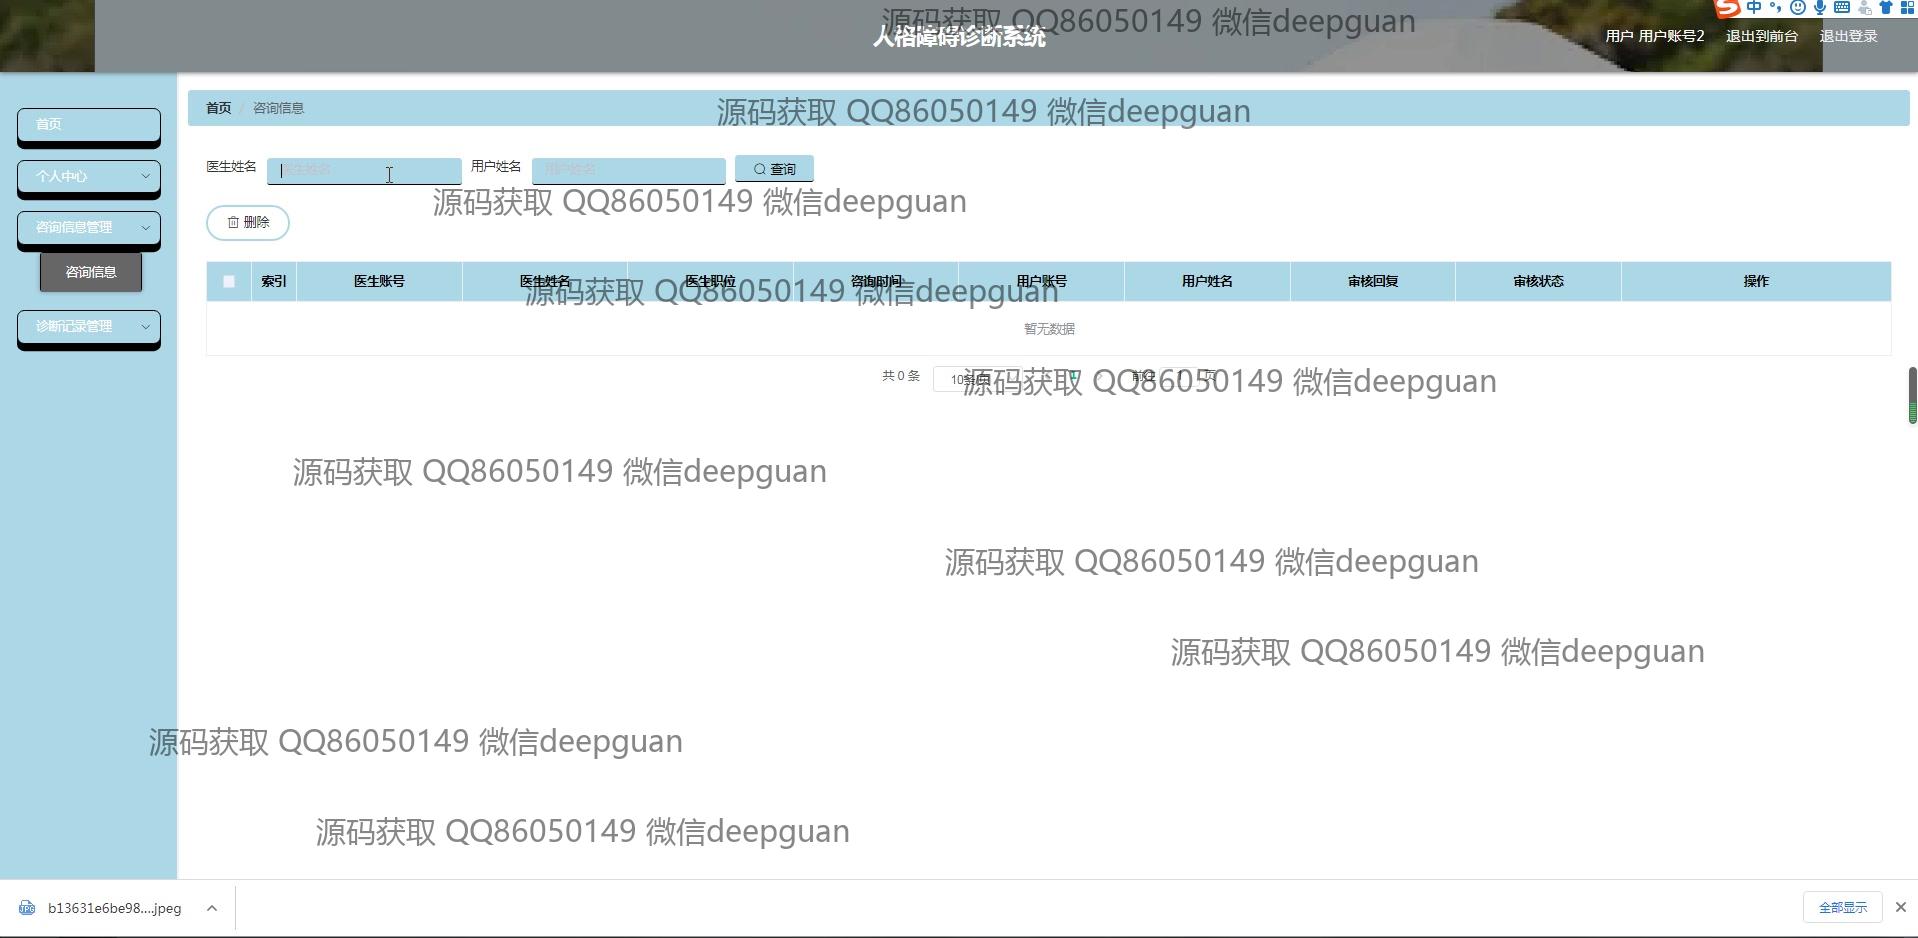 源码获取 QQ86050149 微信deepguan
中
人格障碍诊断系统
用户 用户账号2 退出到前台 退出登录
首页 / 咨询信息
源码获取 QQ86050149 微信deepguan
首页
个人中心
咨询信息管理
咨询信息
诊断记录管理
医生姓名 医生姓名 用户姓名 用户姓名 查询
源码获取 QQ86050149 微信deepguan
删除
索引 医生账号 医生姓名 医生职位 咨询时间 用户账号 用户姓名 审核回复 审核状态 操作
源码获取 QQ86050149 微信deepguan
暂无数据
共 0 条 10条/页 1 前往 1 页
源码获取 QQ86050149 微信deepguan
源码获取 QQ86050149 微信deepguan
源码获取 QQ86050149 微信deepguan
源码获取 QQ86050149 微信deepguan
源码获取 QQ86050149 微信deepguan
源码获取 QQ86050149 微信deepguan
b13631e6be98....jpeg
全部显示